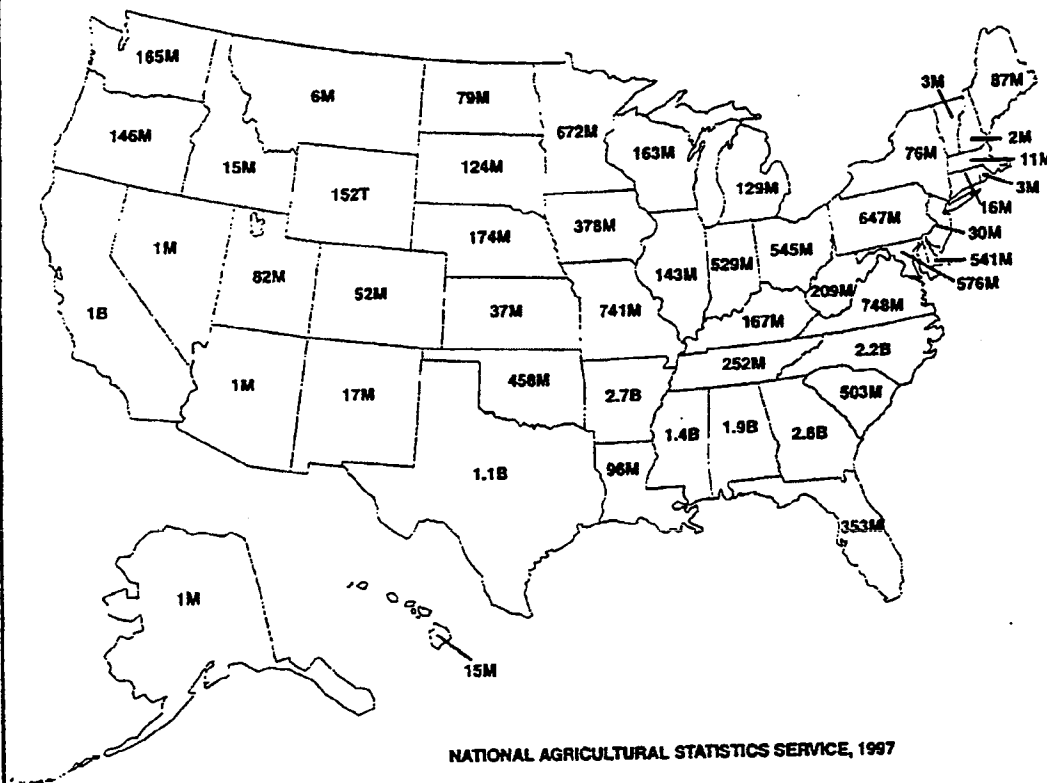 165M
6M
79M
672M
3M
87M
146M
15M
152T
124M
163M
129M
76M
2M
11M
3M
16M
1M
174M
378M
647M
30M
541M
576M
82M
52M
37M
741M
143M
529M
545M
209M
748M
1B
167M
1M
17M
458M
2.7B
252M
2.2B
503M
1.4B
1.9B
2.6B
1.1B
96M
353M
1M
15M
NATIONAL AGRICULTURAL STATISTICS SERVICE, 1997